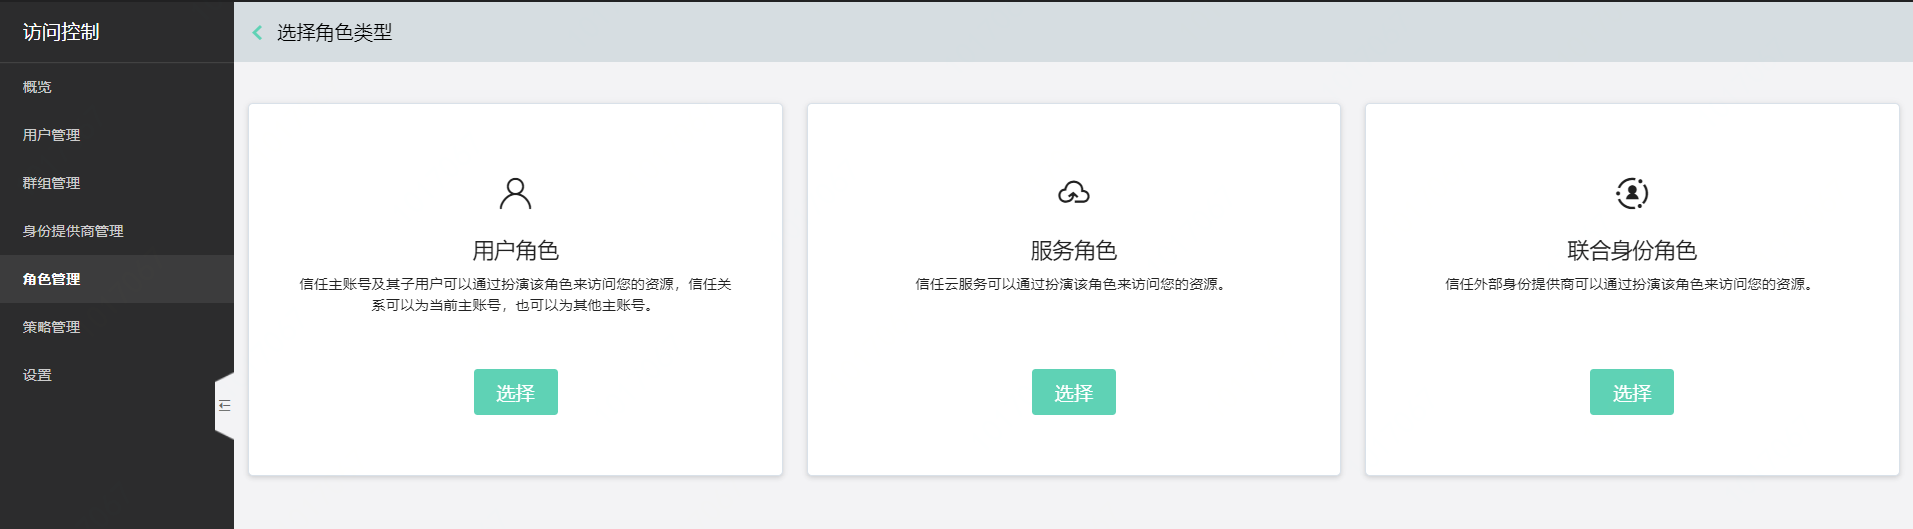 访问控制
概览
用户管理
群组管理
身份提供商管理
角色管理
策略管理
设置
选择角色类型
用户角色
信任主账号及其子用户可以通过扮演该角色来访问您的资源，信任关
系可以为当前主账号，也可以为其他主账号。
选择
服务角色
信任云服务可以通过扮演该角色来访问您的资源。
选择
联合身份角色
信任外部身份提供商可以通过扮演该角色来访问您的资源。
选择